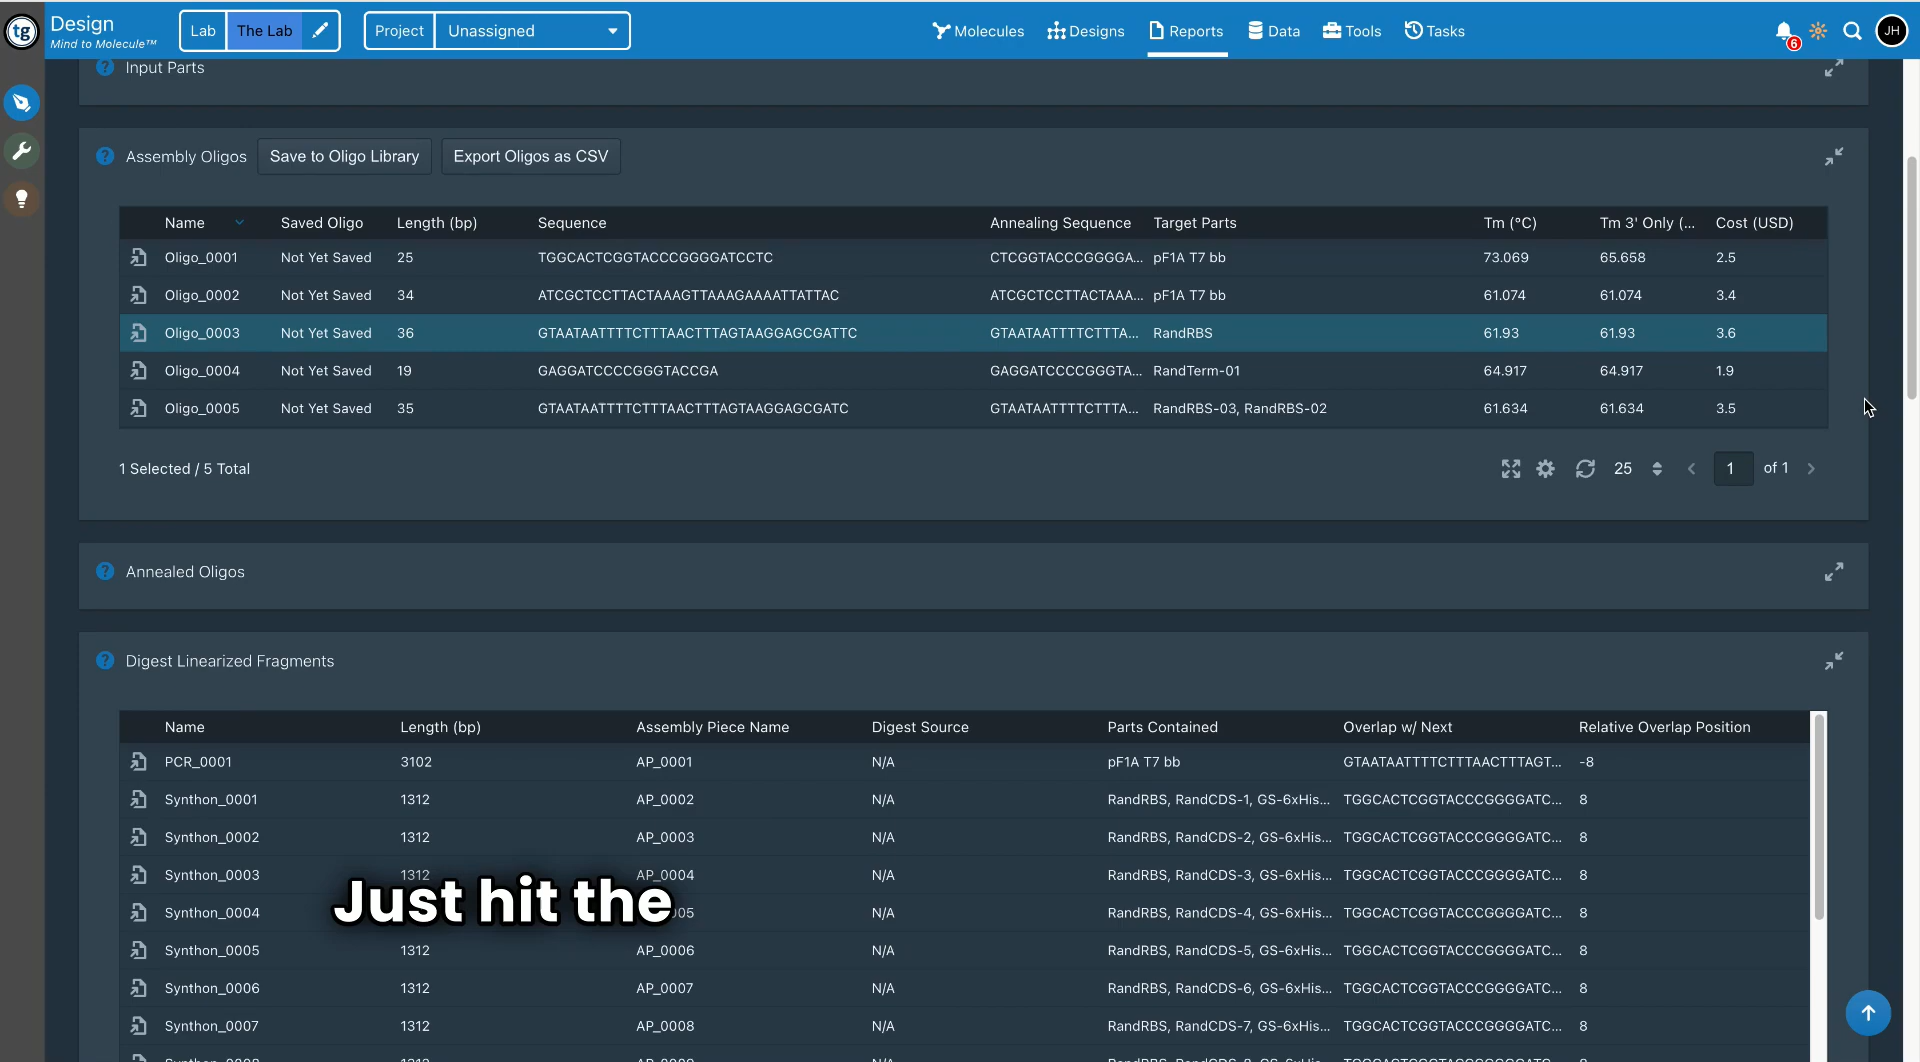 tg
Design
Mind to Molecule™
Lab
The Lab
Project
Unassigned
Molecules
Designs
Reports
Data
Tools
Tasks
6
JH
Input Parts
Assembly Oligos
Save to Oligo Library
Export Oligos as CSV
Name Saved Oligo Length (bp) Sequence Annealing Sequence Target Parts Tm (°C) Tm 3' Only (... Cost (USD)
Oligo_0001 Not Yet Saved 25 TGGCACTCGGTACCCGGGGATCCTC CTCGGTACCCGGGGA... pF1A T7 bb 73.069 65.658 2.5
Oligo_0002 Not Yet Saved 34 ATCGCTCCTTACTAAAGTTAAAGAAAATTATTAC ATCGCTCCTTACTAAA... pF1A T7 bb 61.074 61.074 3.4
Oligo_0003 Not Yet Saved 36 GTAATAATTTTCTTTAACTTTAGTAAGGAGCGATTC GTAATAATTTTCTTTA... RandRBS 61.93 61.93 3.6
Oligo_0004 Not Yet Saved 19 GAGGATCCCCGGGTACCGA GAGGATCCCCGGGTA... RandTerm-01 64.917 64.917 1.9
Oligo_0005 Not Yet Saved 35 GTAATAATTTTCTTTAACTTTAGTAAGGAGCGATC GTAATAATTTTCTTTA... RandRBS-03, RandRBS-02 61.634 61.634 3.5
1 Selected / 5 Total
25
1
of 1
Annealed Oligos
Digest Linearized Fragments
Name Length (bp) Assembly Piece Name Digest Source Parts Contained Overlap w/ Next Relative Overlap Position
PCR_0001 3102 AP_0001 N/A pF1A T7 bb GTAATAATTTTCTTTAACTTTAGT... -8
Synthon_0001 1312 AP_0002 N/A RandRBS, RandCDS-1, GS-6xHis... TGGCACTCGGTACCCGGGGATC... 8
Synthon_0002 1312 AP_0003 N/A RandRBS, RandCDS-2, GS-6xHis... TGGCACTCGGTACCCGGGGATC... 8
Synthon_0003 1312 AP_0004 N/A RandRBS, RandCDS-3, GS-6xHis... TGGCACTCGGTACCCGGGGATC... 8
Just hit the
Synthon_0004 N/A RandRBS, RandCDS-4, GS-6xHis... TGGCACTCGGTACCCGGGGATC... 8
Synthon_0005 1312 AP_0006 N/A RandRBS, RandCDS-5, GS-6xHis... TGGCACTCGGTACCCGGGGATC... 8
Synthon_0006 1312 AP_0007 N/A RandRBS, RandCDS-6, GS-6xHis... TGGCACTCGGTACCCGGGGATC... 8
Synthon_0007 1312 AP_0008 N/A RandRBS, RandCDS-7, GS-6xHis... TGGCACTCGGTACCCGGGGATC... 8